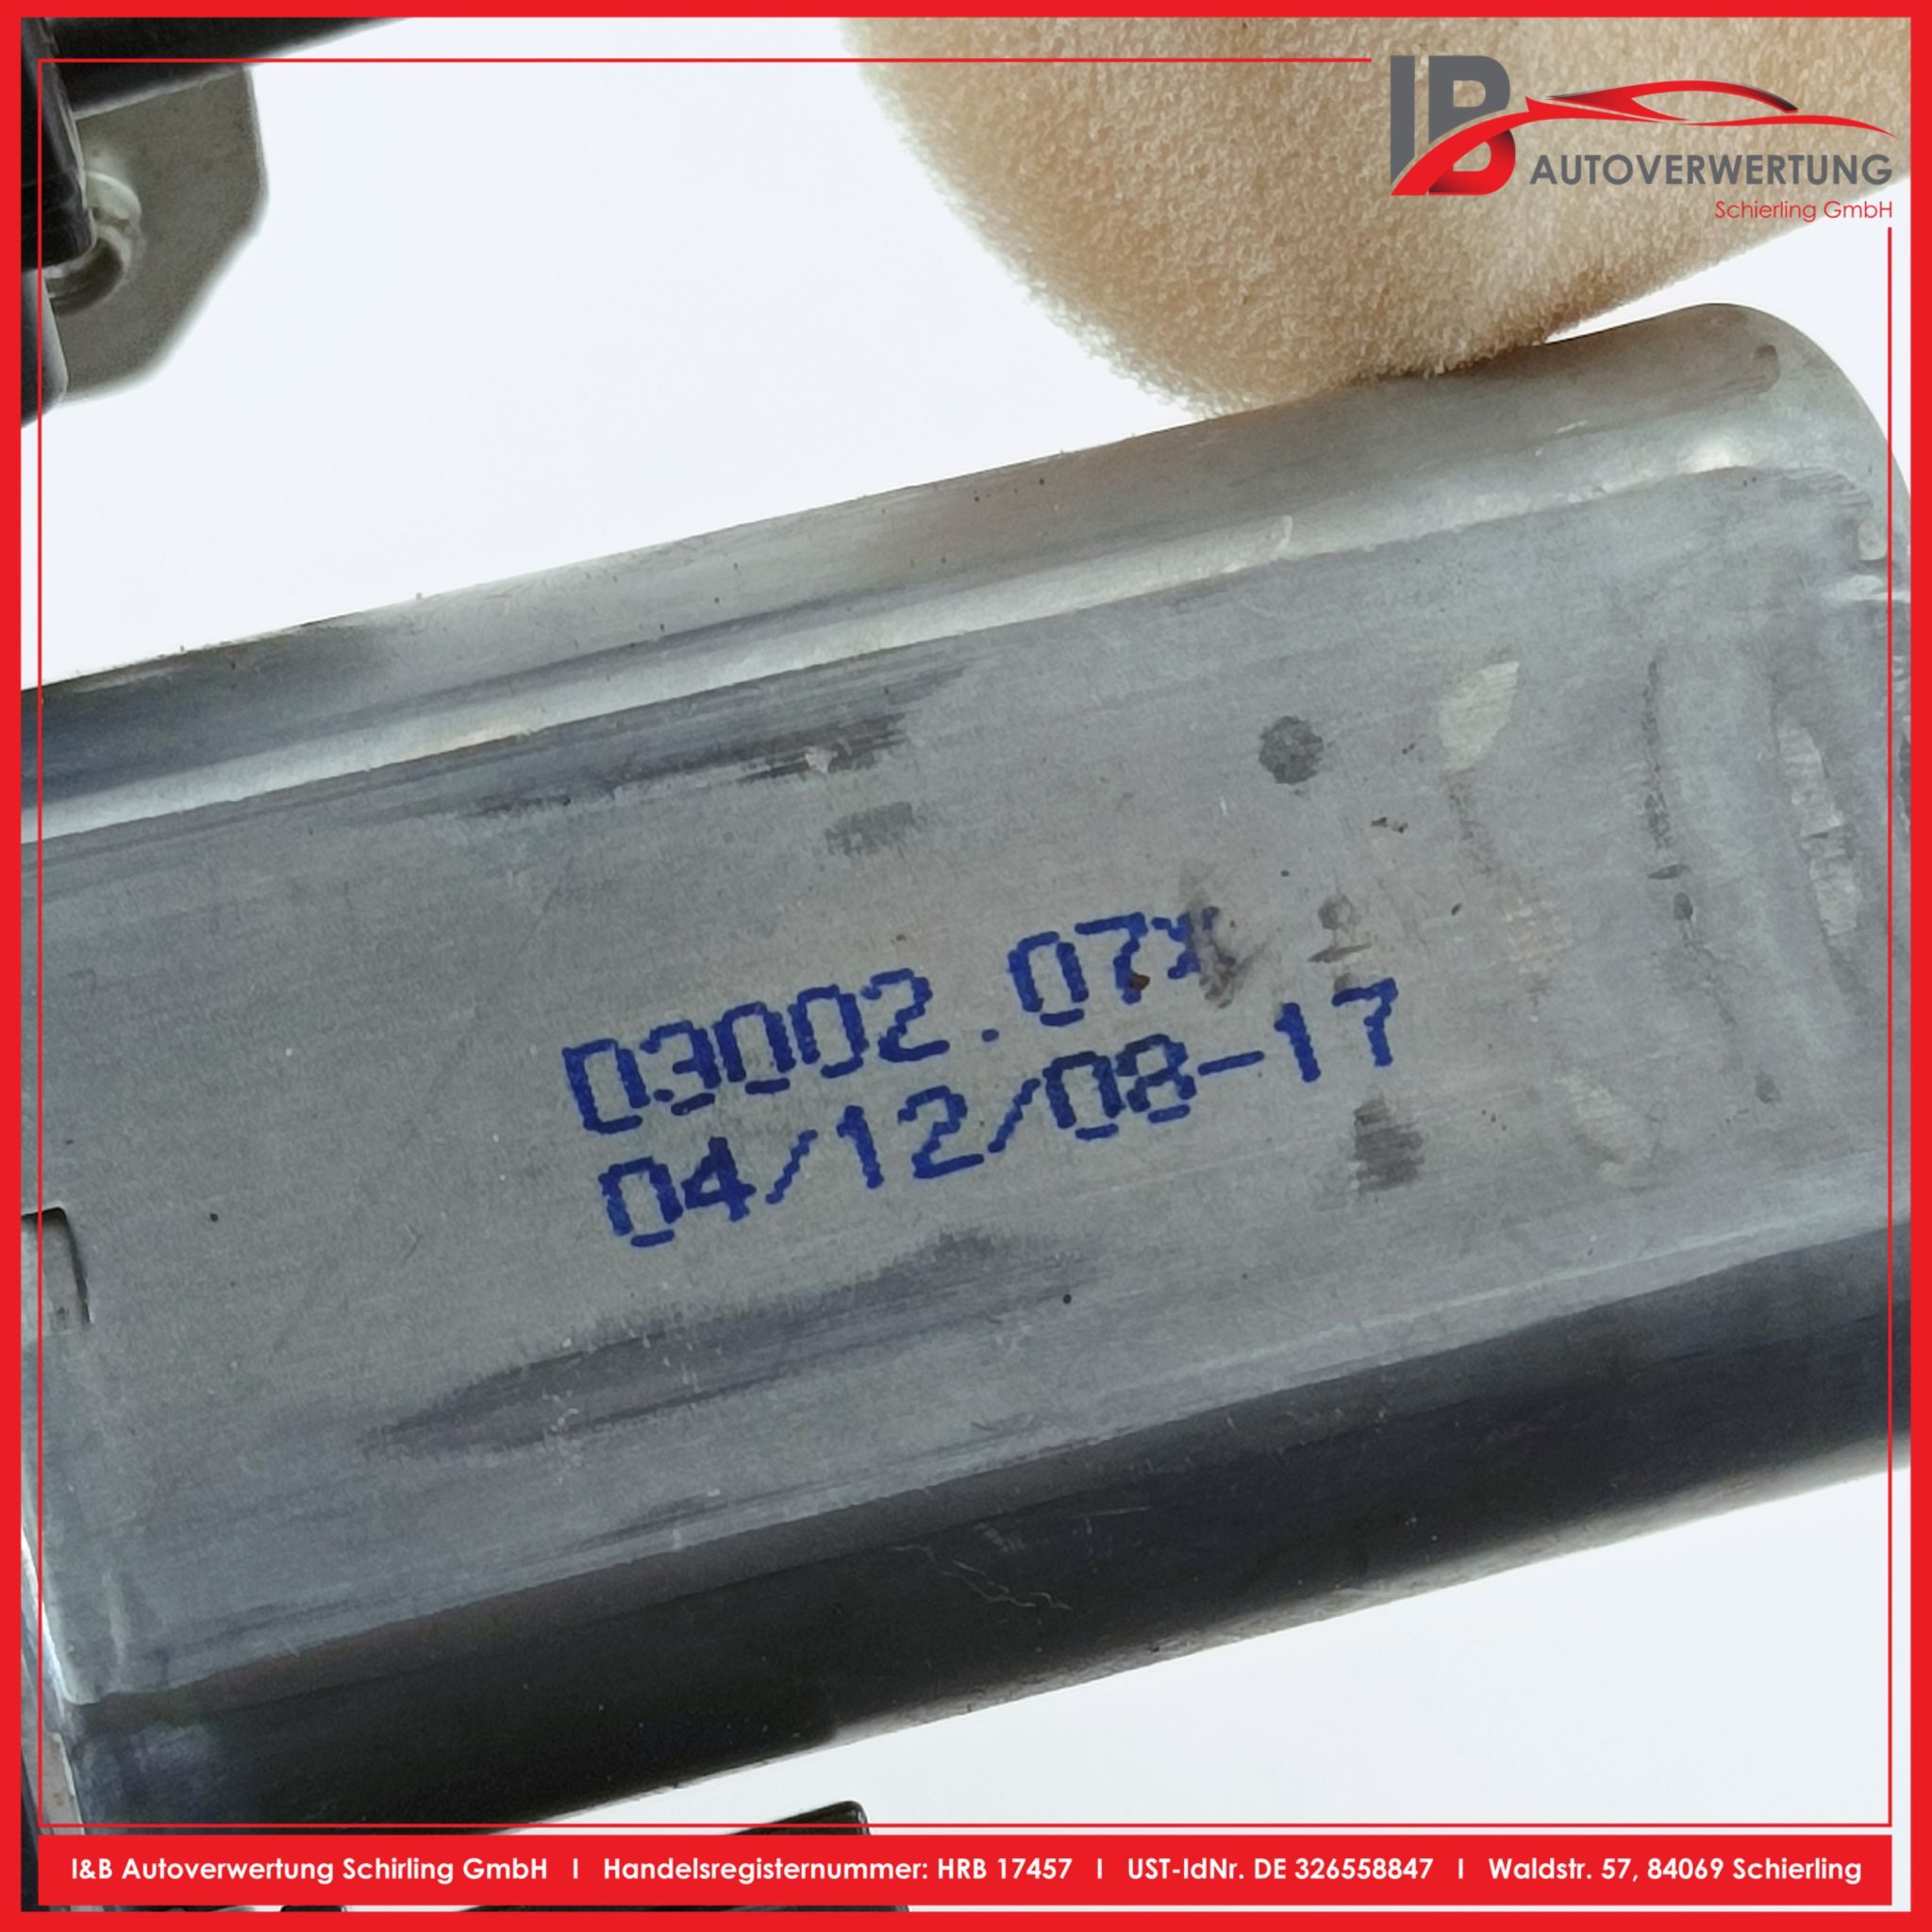 IB
AUTOVERWERTUNG
Schierling GmbH
03002.07*
04/12/08-17
I&B Autoverwertung Schirling GmbH I Handelsregisternummer: HRB 17457 I UST-IdNr. DE 326558847 I Waldstr. 57, 84069 Schierling